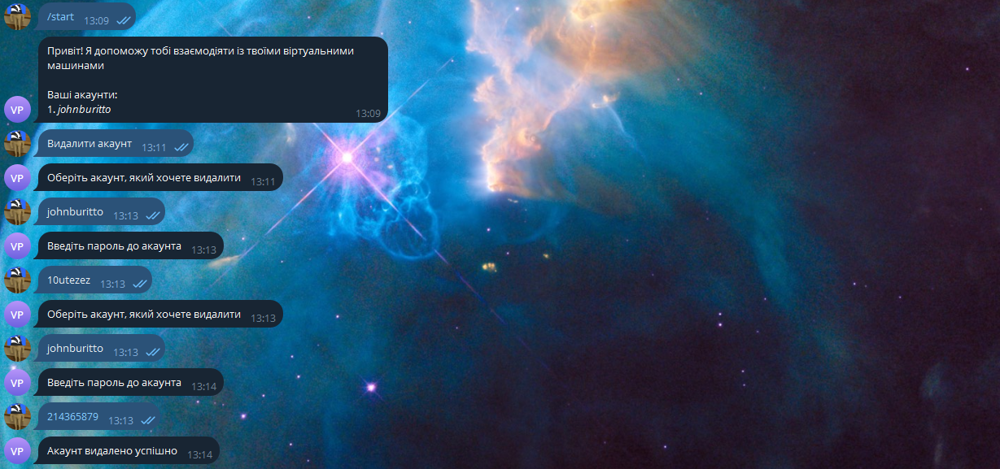 /start 13:09
Привіт! Я допоможу тобі взаємодіяти із твоїми віртуальними
машинами
Ваші акаунти:
1. johnburitto
VP
13:09
Видалити акаунт 13:11
VP
Оберіть акаунт, який хочете видалити 13:11
johnburitto 13:13
VP
Введіть пароль до акаунта 13:13
10utezez 13:13
VP
Оберіть акаунт, який хочете видалити 13:13
johnburitto 13:13
VP
Введіть пароль до акаунта 13:14
214365879 13:13
VP
Акаунт видалено успішно 13:14